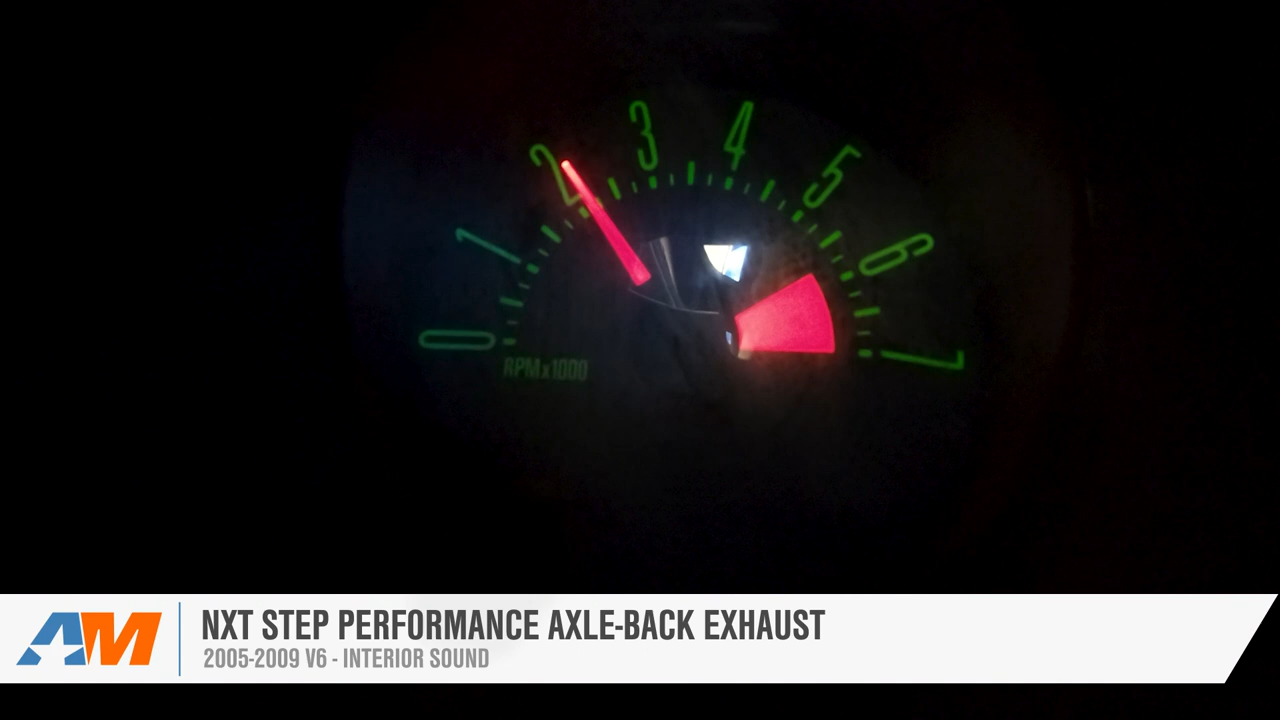 0
1
2
3
4
5
6
7
RPMx1000
AM
NXT STEP PERFORMANCE AXLE-BACK EXHAUST
2005-2009 V6 - INTERIOR SOUND